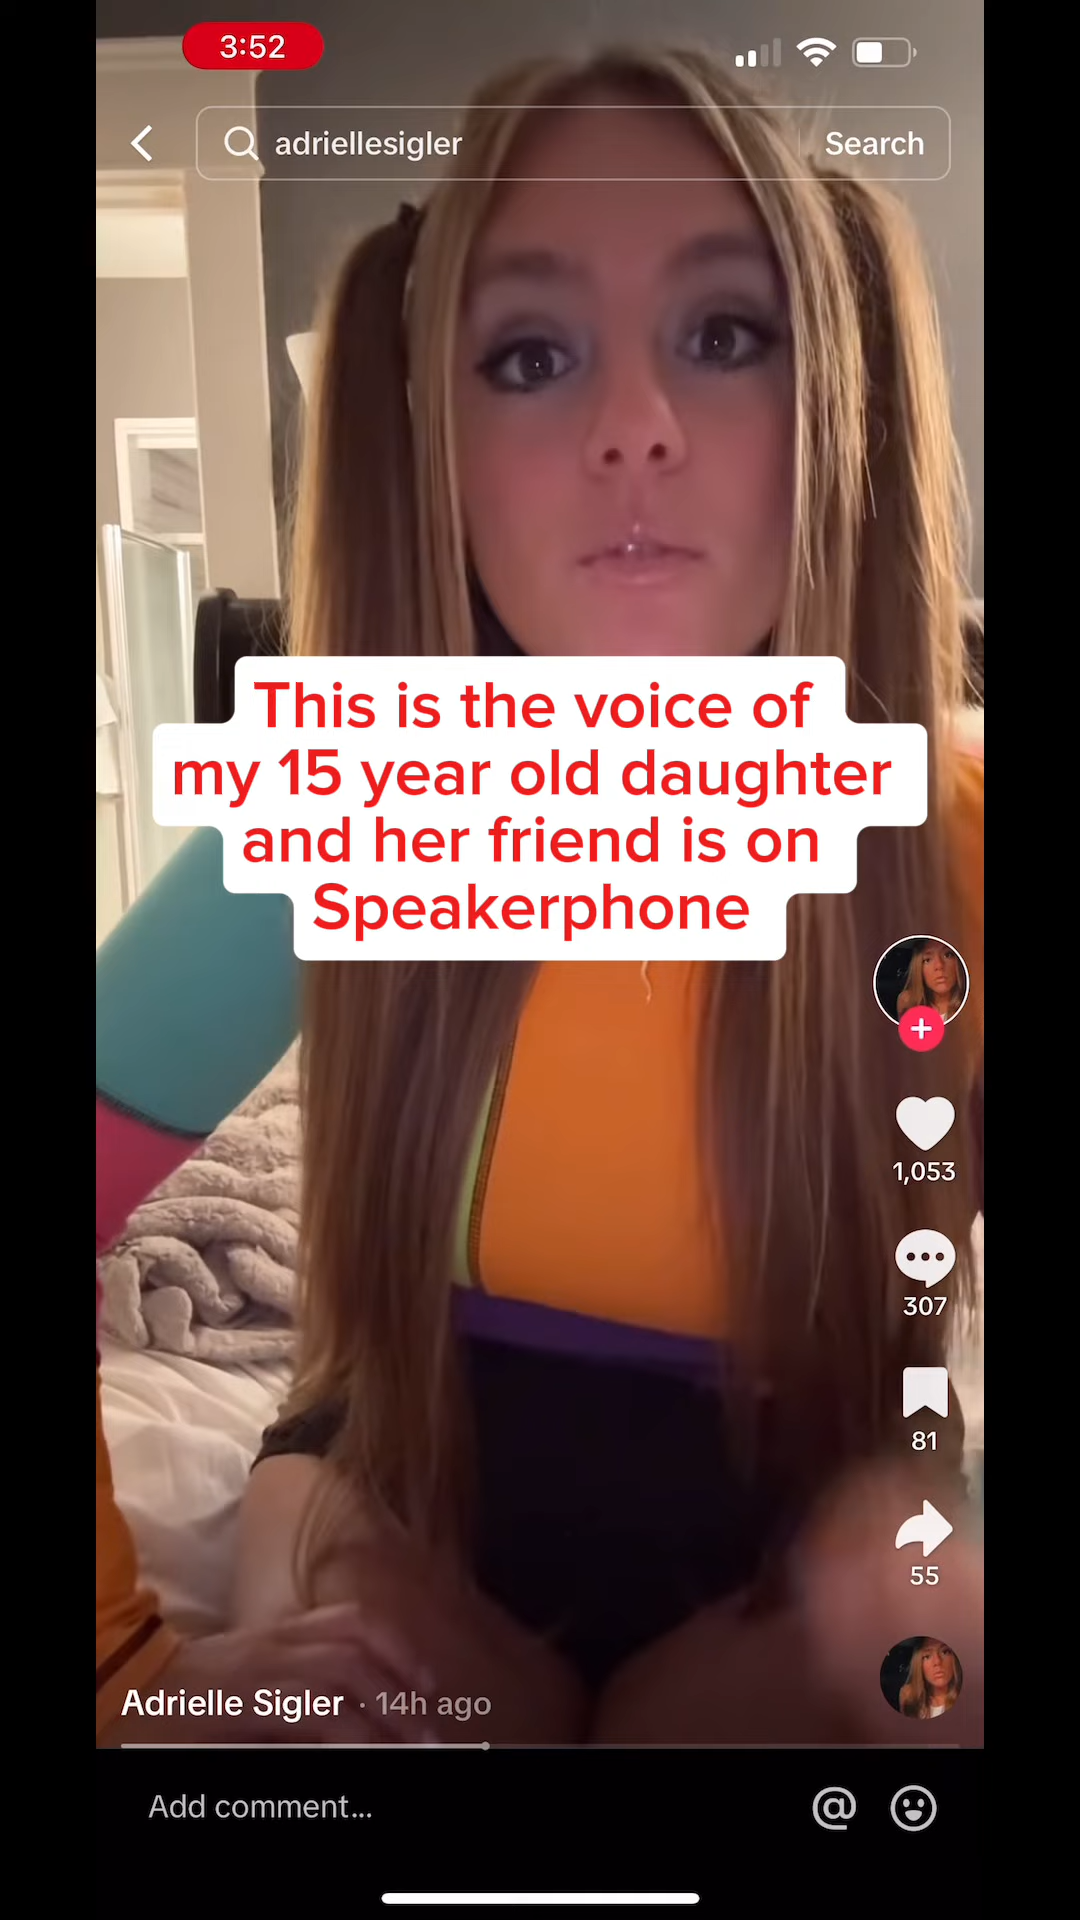 3:52
adriellesigler
Search
This is the voice of
my 15 year old daughter
and her friend is on
Speakerphone
1,053
307
81
55
Adrielle Sigler · 14h ago
Add comment...